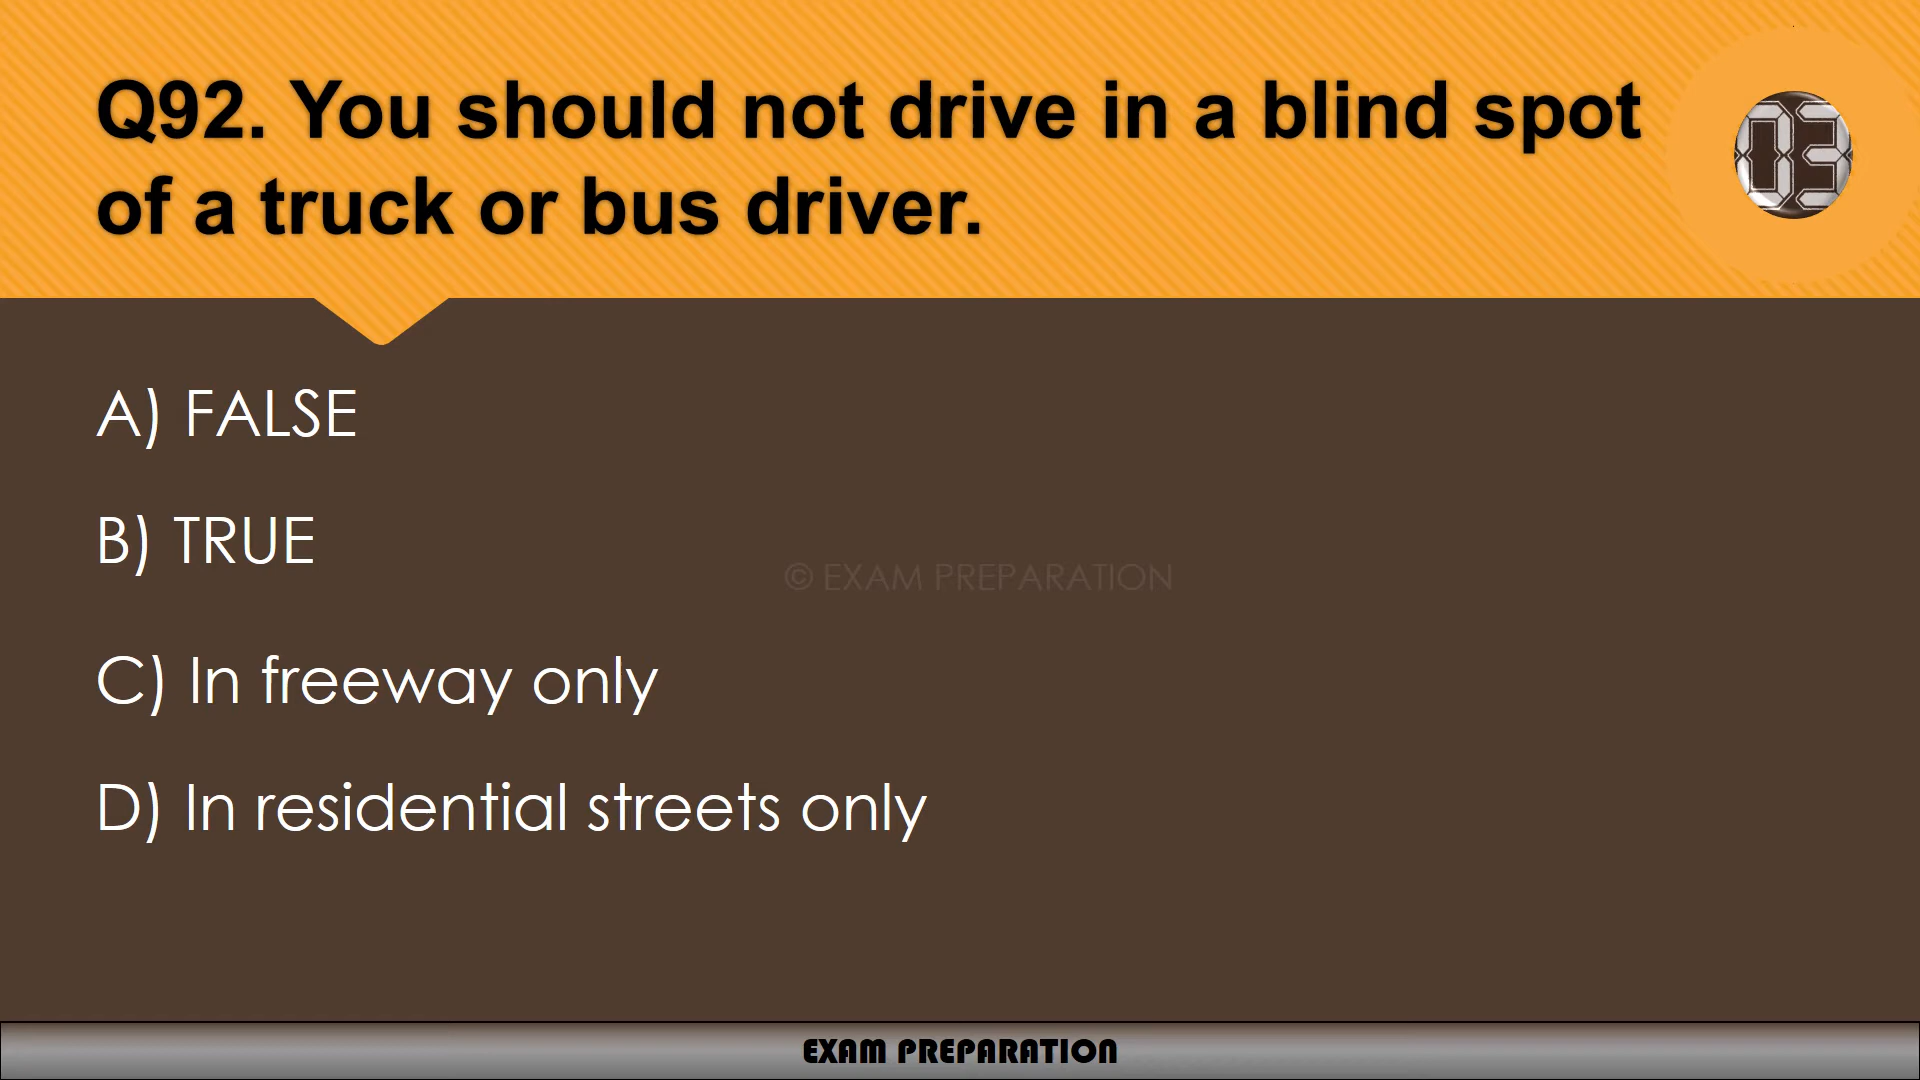 Q92. You should not drive in a blind spot
of a truck or bus driver.
03
A) FALSE
B) TRUE
© EXAM PREPARATION
C) In freeway only
D) In residential streets only
EXAM PREPARATION